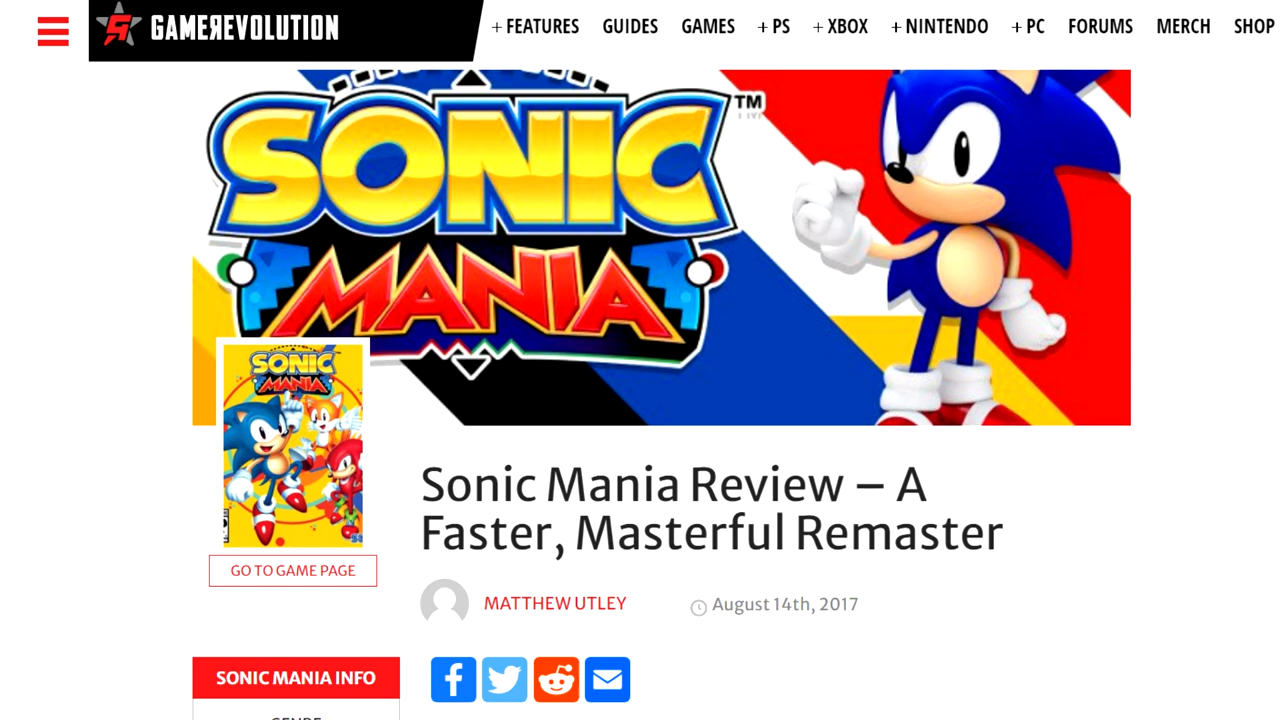 GAMEREVOLUTION
+ FEATURES GUIDES GAMES + PS + XBOX + NINTENDO + PC FORUMS MERCH SHOP
SONIC
MANIA
TM
SONIC
MANIA
GO TO GAME PAGE
Sonic Mania Review – A
Faster, Masterful Remaster
MATTHEW UTLEY
August 14th, 2017
SONIC MANIA INFO
GENRE